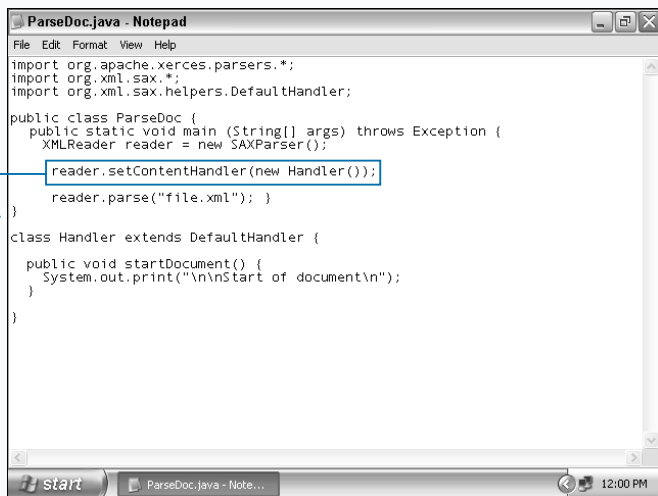 ParseDoc.java - Notepad
File Edit Format View Help
import org.apache.xerces.parsers.*;
import org.xml.sax.*;
import org.xml.sax.helpers.DefaultHandler;
public class ParseDoc {
public static void main (String[] args) throws Exception {
XMLReader reader = new SAXParser();
reader.setContentHandler(new Handler());
reader.parse("file.xml"); }
}
class Handler extends DefaultHandler {
public void startDocument() {
System.out.print("\n\nStart of document\n");
}
}
start ParseDoc.java - Note... 12:00 PM